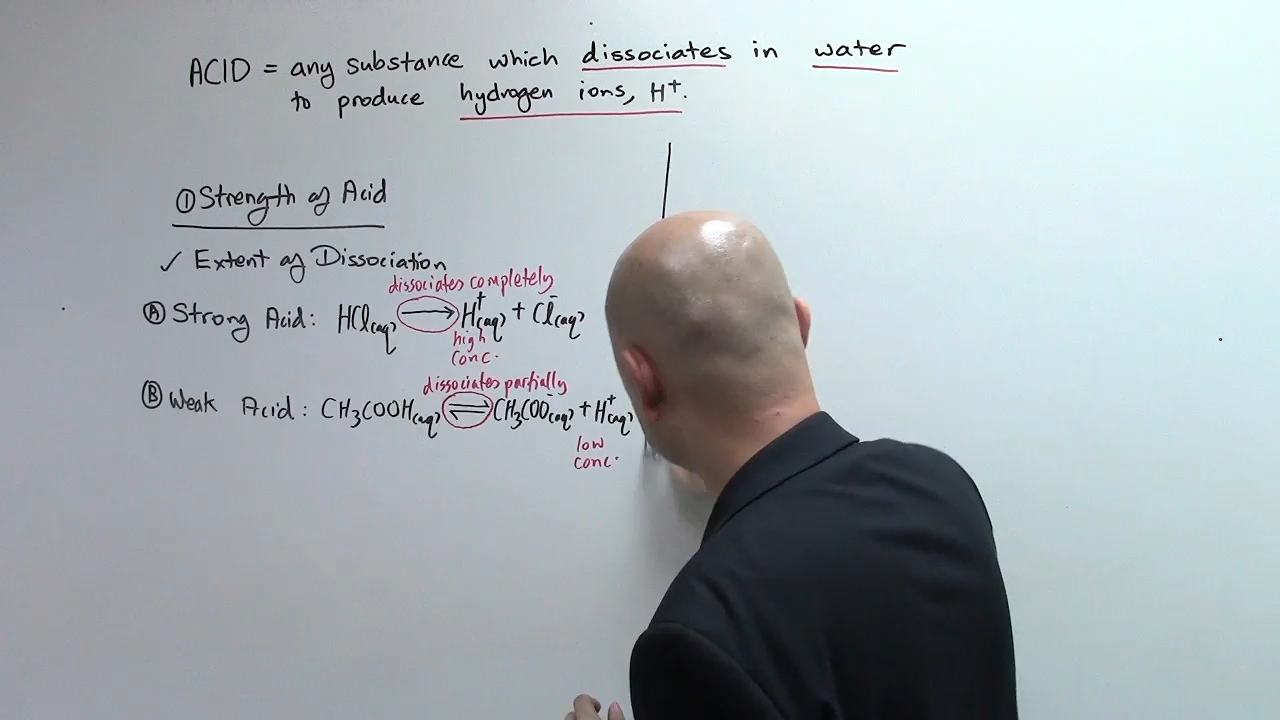 ACID = any substance which dissociates in water
to produce hydrogen ions, H⁺.
① Strength of Acid
✓ Extent of Dissociation
dissociates completely
Ⓐ Strong Acid: HCl(aq) → H⁺(aq) + Cl⁻(aq)
high
conc.
dissociates partially
Ⓑ Weak Acid: CH₃COOH(aq) ⇌ CH₃COO⁻(aq) + H⁺(aq)
low
conc.